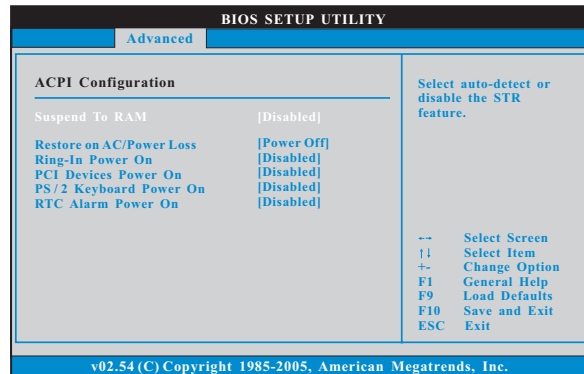 BIOS SETUP UTILITY
Advanced
ACPI Configuration
Suspend To RAM [Disabled]
Restore on AC/Power Loss [Power Off]
Ring-In Power On [Disabled]
PCI Devices Power On [Disabled]
PS/2 Keyboard Power On [Disabled]
RTC Alarm Power On [Disabled]
Select auto-detect or
disable the STR
feature.
←→ Select Screen
↑↓ Select Item
+- Change Option
F1 General Help
F9 Load Defaults
F10 Save and Exit
ESC Exit
v02.54 (C) Copyright 1985-2005, American Megatrends, Inc.